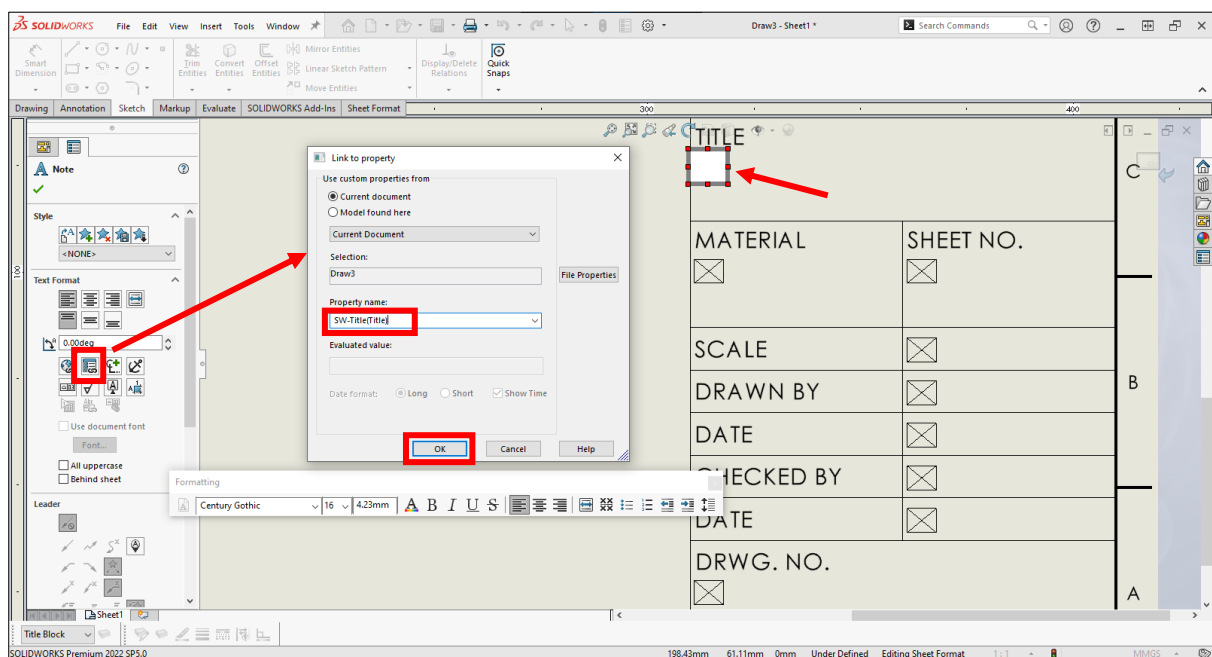 SOLIDWORKS File Edit View Insert Tools Window Draw3 - Sheet1 * Search Commands
Smart Dimension
Trim Entities
Convert Entities
Offset Entities
Mirror Entities
Linear Sketch Pattern
Move Entities
Display/Delete Relations
Quick Snaps
Drawing Annotation Sketch Markup Evaluate SOLIDWORKS Add-Ins Sheet Format
300 400
Note
Style
<NONE>
Text Format
0.00deg
Use document font
Font...
All uppercase
Behind sheet
Leader
100
Link to property
Use custom properties from
Current document
Model found here
Current Document
Selection:
Draw3
File Properties
Property name:
SW-Title(Title)
Evaluated value:
Date format: Long Short Show Time
OK Cancel Help
Formatting
Century Gothic 16 4.23mm A B I U S
TITLE
C
MATERIAL SHEET NO.
SCALE
DRAWN BY
B
DATE
CHECKED BY
DATE
DRWG. NO.
A
Sheet1
Title Block
SOLIDWORKS Premium 2022 SP5.0 198.43mm 61.11mm 0mm Under Defined Editing Sheet Format 1:1 MMGS